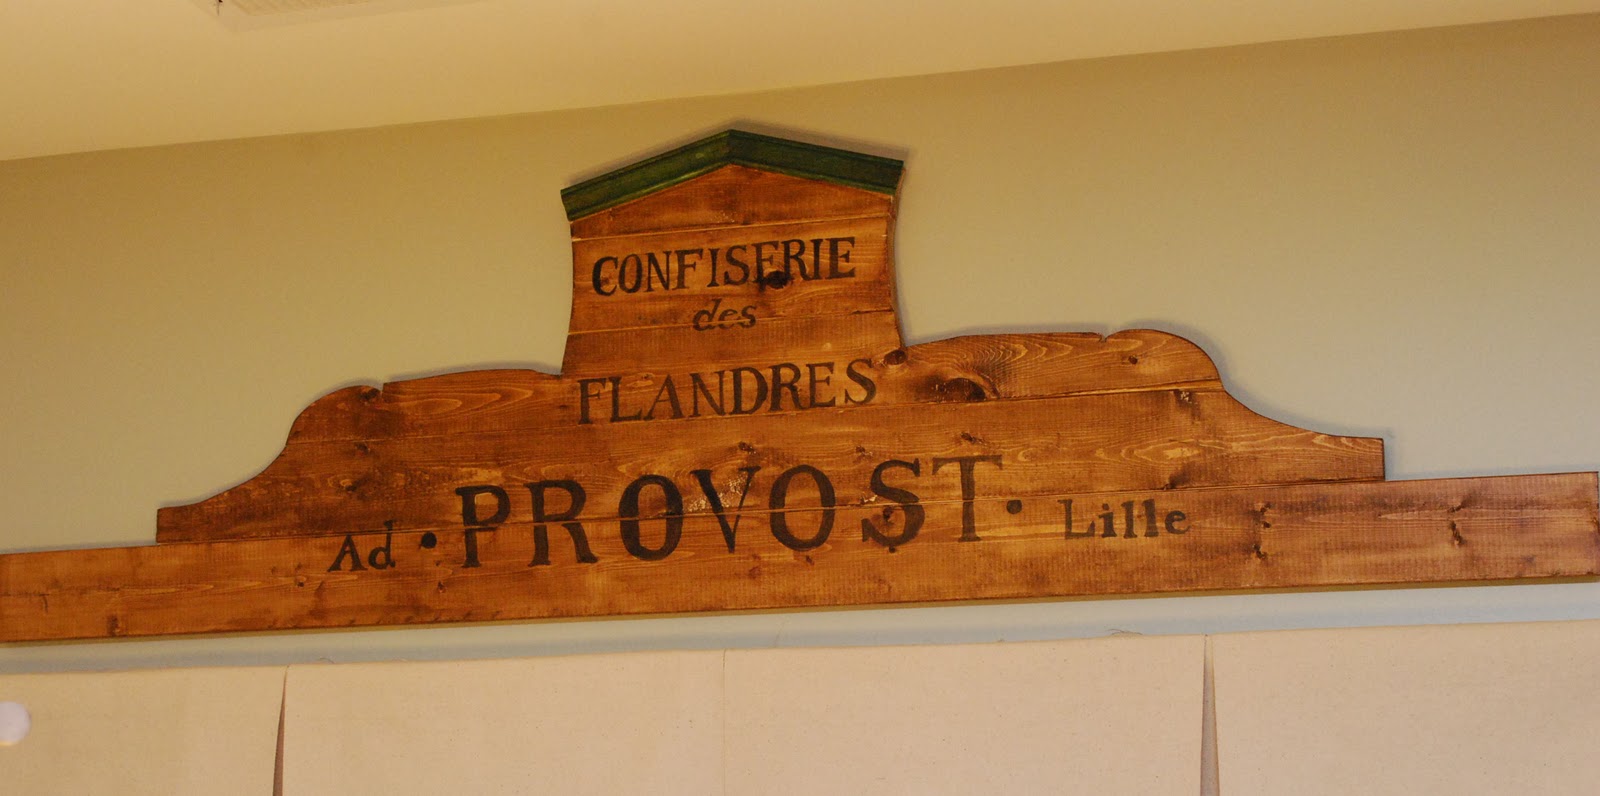 CONFISERIE
des
FLANDRES
Ad • PROVOST • Lille